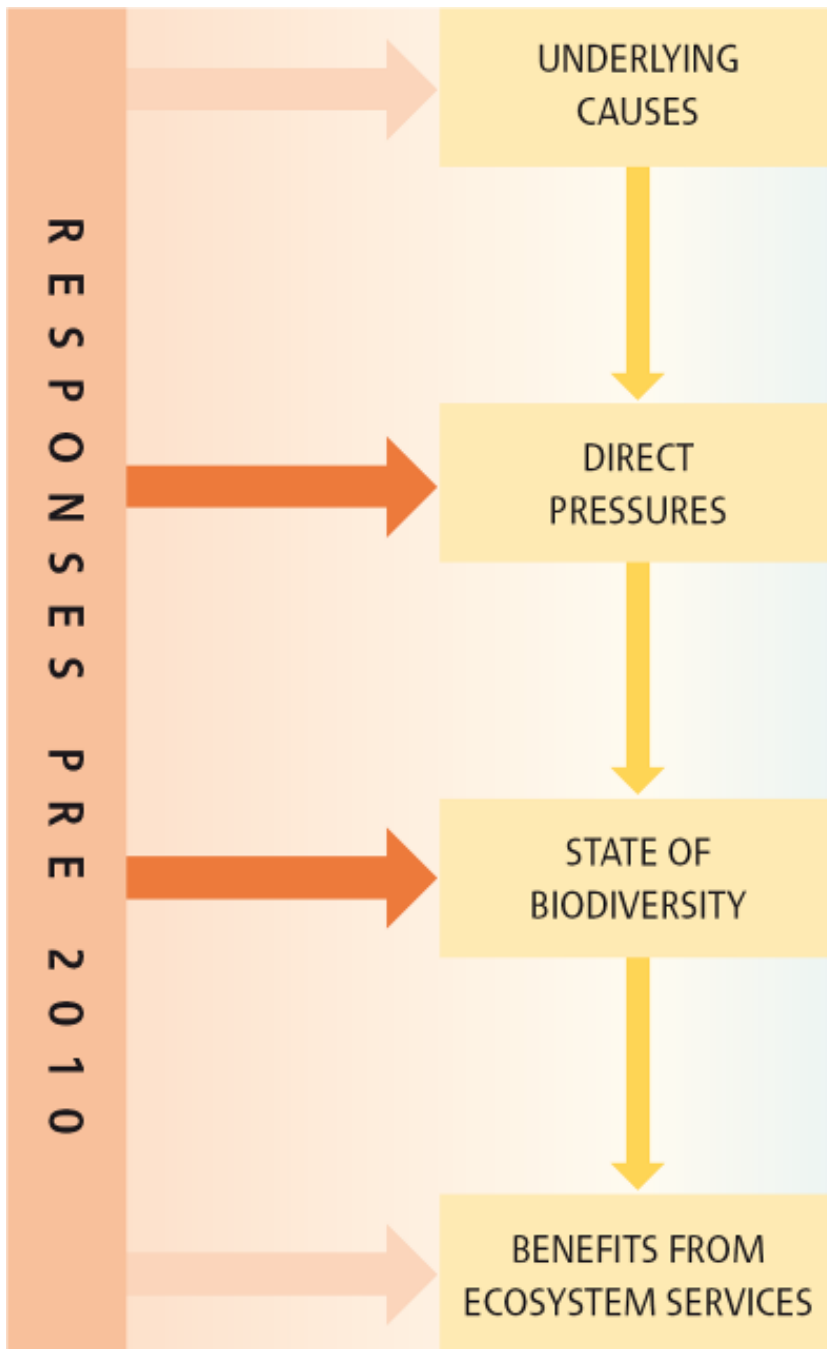 RESPONSES PRE 2010
UNDERLYING
CAUSES
DIRECT
PRESSURES
STATE OF
BIODIVERSITY
BENEFITS FROM
ECOSYSTEM SERVICES